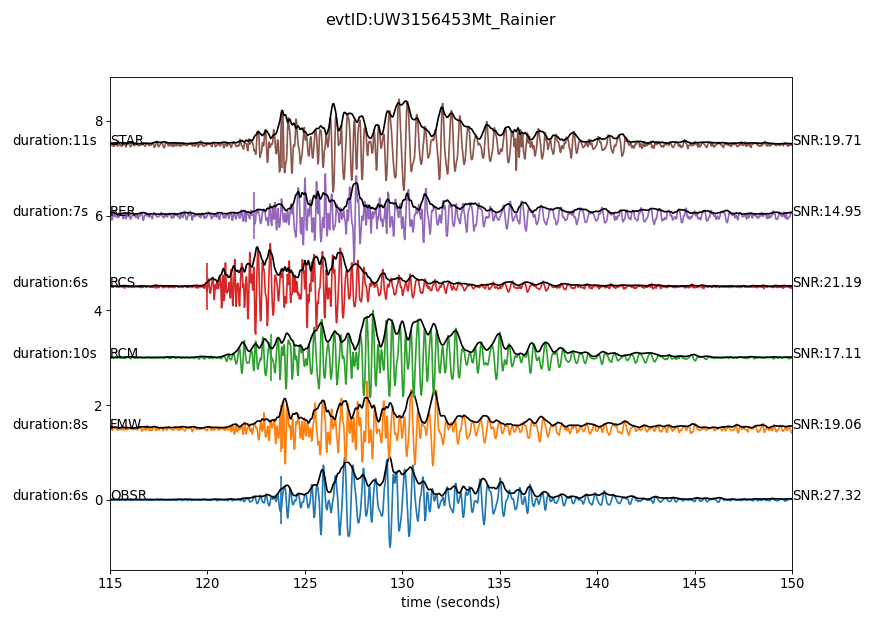 evtID:UW3156453Mt_Rainier
8
duration:11s STAR SNR:19.71
duration:7s RER SNR:14.95
6
duration:6s RCS SNR:21.19
4
duration:10s RCM SNR:17.11
2
duration:8s FMW SNR:19.06
duration:6s OBSR SNR:27.32
0
115 120 125 130 135 140 145 150
time (seconds)